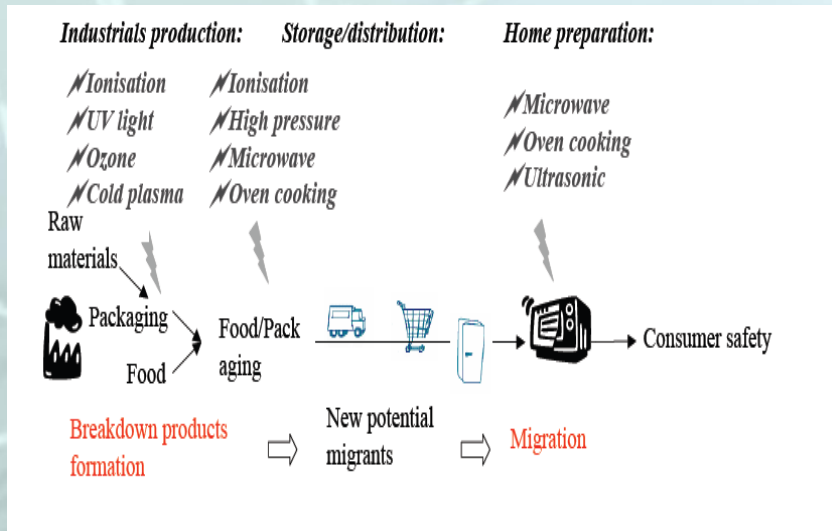 Industrials production:
Storage/distribution:
Home preparation:
Ionisation
UV light
Ozone
Cold plasma
Ionisation
High pressure
Microwave
Oven cooking
Microwave
Oven cooking
Ultrasonic
Raw
materials
Packaging
Food
Food/Pack
aging
Consumer safety
Breakdown products
formation
New potential
migrants
Migration